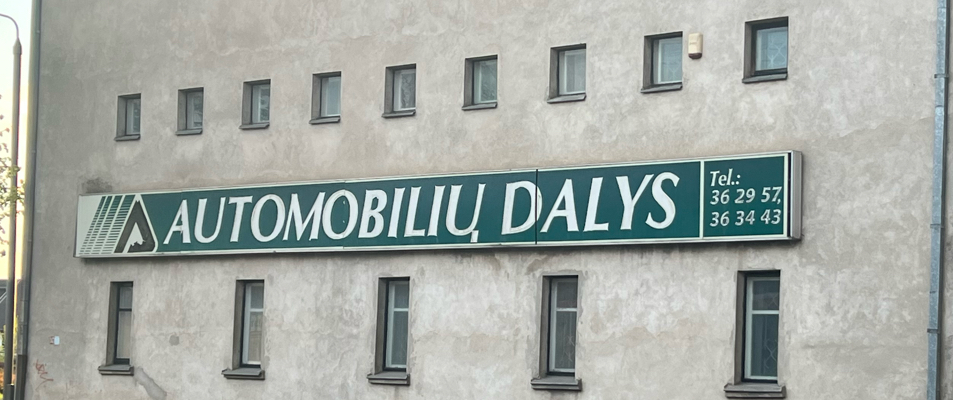 AUTOMOBILIŲ DALYS
Tel.:
36 29 57,
36 34 43